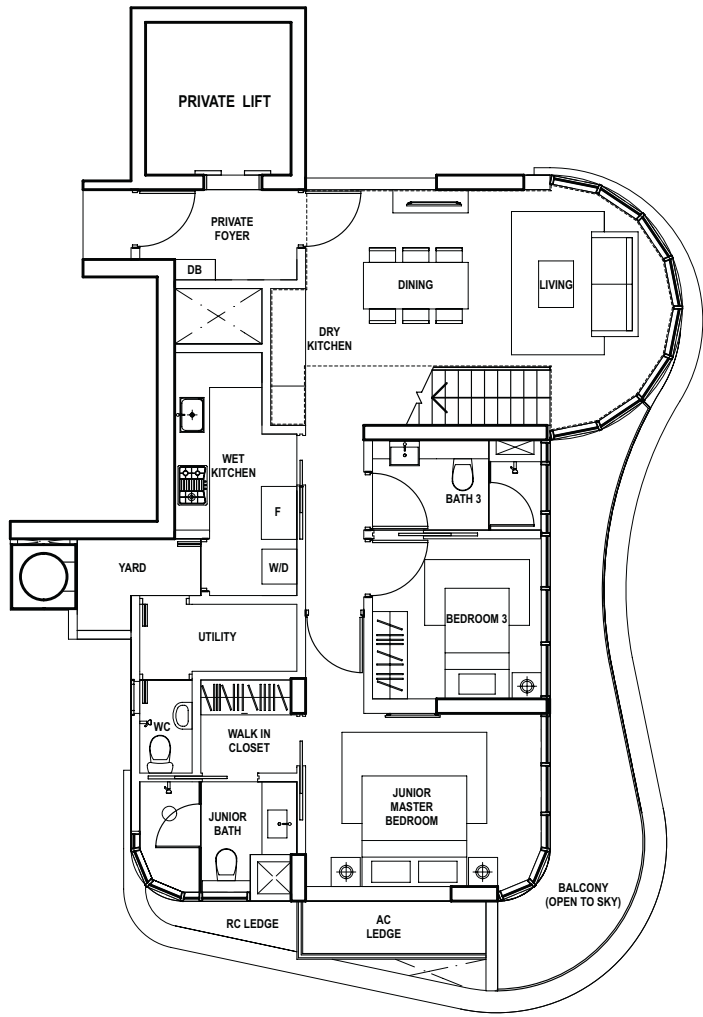 PRIVATE LIFT
PRIVATE
FOYER
DB
DINING
LIVING
DRY
KITCHEN
WET
KITCHEN
BATH 3
F
W/D
YARD
BEDROOM 3
UTILITY
WC
WALK IN
CLOSET
JUNIOR
MASTER
BEDROOM
JUNIOR
BATH
BALCONY
(OPEN TO SKY)
RC LEDGE
AC
LEDGE